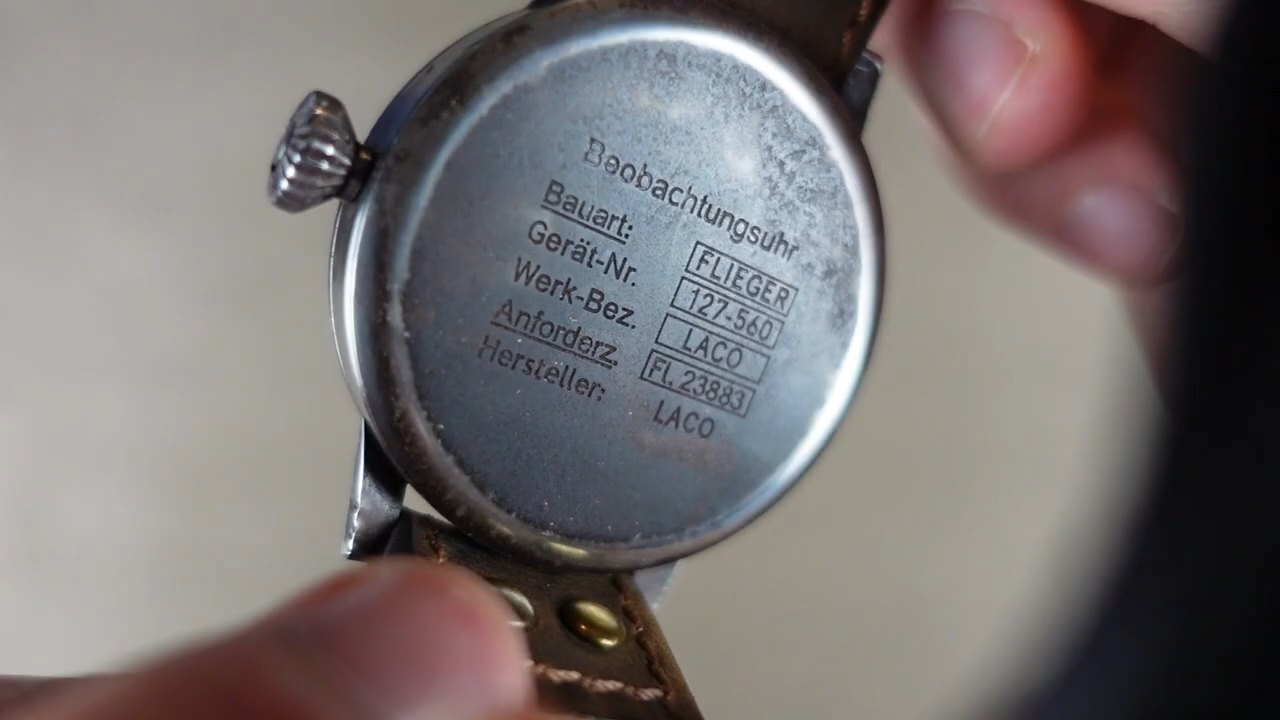 Beobachtungsuhr
Bauart: FLIEGER
Gerät-Nr. 127-560
Werk-Bez. LACO
Anforderz. Fl. 23883
Hersteller: LACO